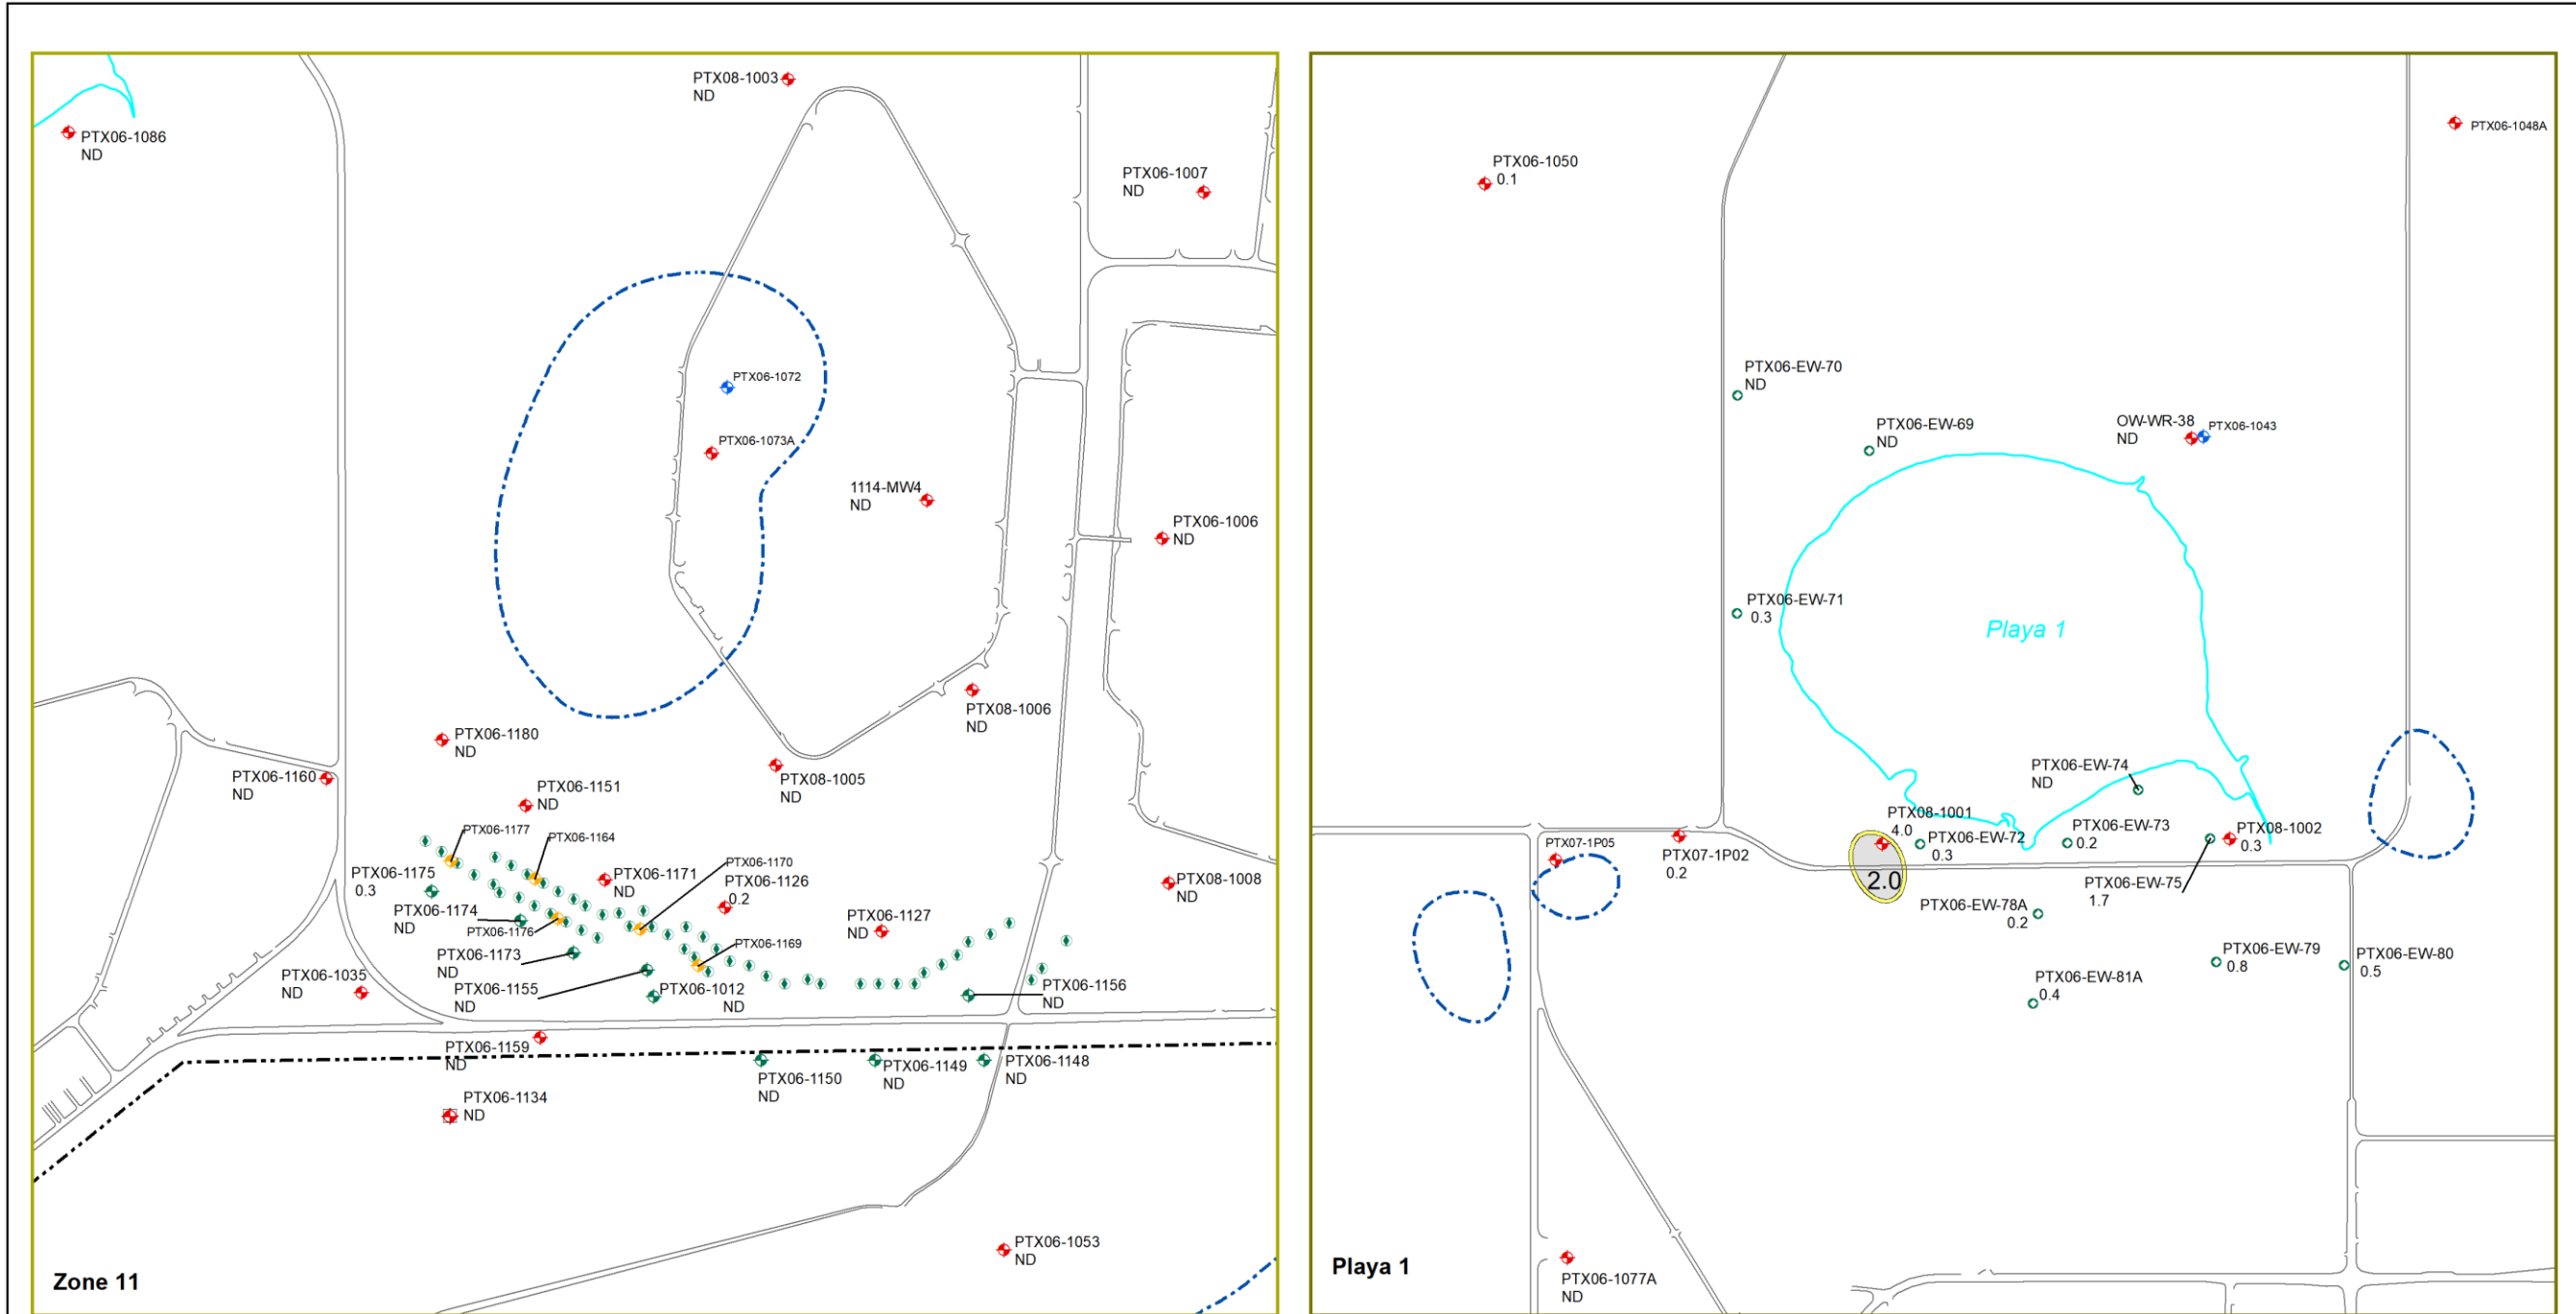 PTX08-1003
ND
PTX06-1086
ND
PTX06-1007
ND
PTX06-1072
PTX06-1073A
1114-MW4
ND
PTX06-1006
ND
PTX08-1006
ND
PTX06-1180
ND
PTX06-1160
ND
PTX08-1005
ND
PTX06-1151
ND
PTX06-1177
PTX06-1164
PTX06-1175
0.3
PTX06-1171
ND
PTX06-1170
PTX06-1126
0.2
PTX08-1008
ND
PTX06-1174
ND
PTX06-1176
PTX06-1127
ND
PTX06-1169
PTX06-1173
ND
PTX06-1035
ND
PTX06-1155
ND
PTX06-1012
ND
PTX06-1156
ND
PTX06-1159
ND
PTX06-1150
ND
PTX06-1149
ND
PTX06-1148
ND
PTX06-1134
ND
PTX06-1053
ND
Zone 11
PTX06-1048A
PTX06-1050
0.1
PTX06-EW-70
ND
PTX06-EW-69
ND
OW-WR-38
ND
PTX06-1043
PTX06-EW-71
0.3
Playa 1
PTX06-EW-74
ND
PTX08-1001
4.0
PTX06-EW-72
0.3
PTX06-EW-73
0.2
PTX08-1002
0.3
PTX07-1P05
PTX07-1P02
0.2
2.0
PTX06-EW-75
1.7
PTX06-EW-78A
0.2
PTX06-EW-79
0.8
PTX06-EW-80
0.5
PTX06-EW-81A
0.4
PTX06-1077A
ND
Playa 1